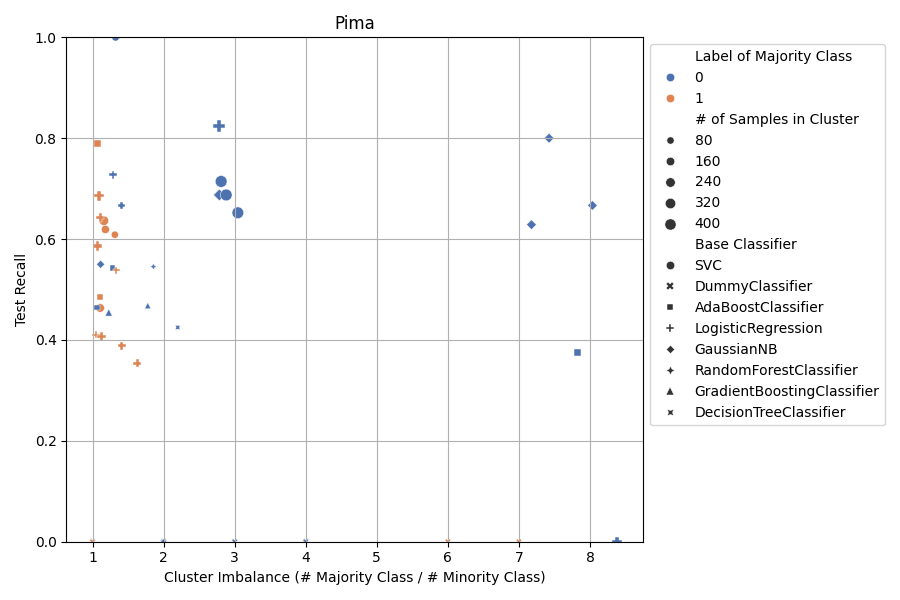 Pima
1.0
0.8
0.6
0.4
0.2
0.0
Test Recall
1 2 3 4 5 6 7 8
Cluster Imbalance (# Majority Class / # Minority Class)
Label of Majority Class
0
1
# of Samples in Cluster
80
160
240
320
400
Base Classifier
SVC
DummyClassifier
AdaBoostClassifier
LogisticRegression
GaussianNB
RandomForestClassifier
GradientBoostingClassifier
DecisionTreeClassifier